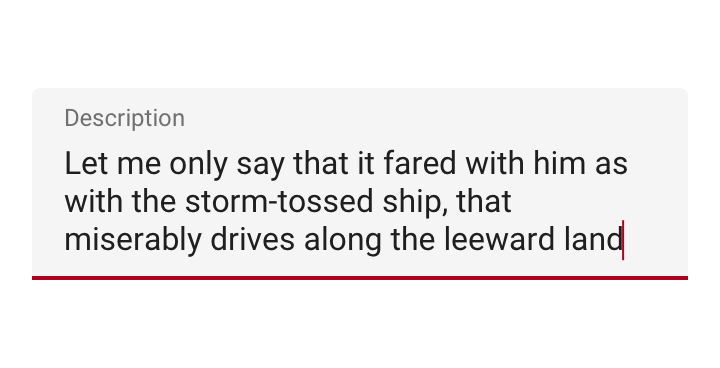 Description
Let me only say that it fared with him as
with the storm-tossed ship, that
miserably drives along the leeward land